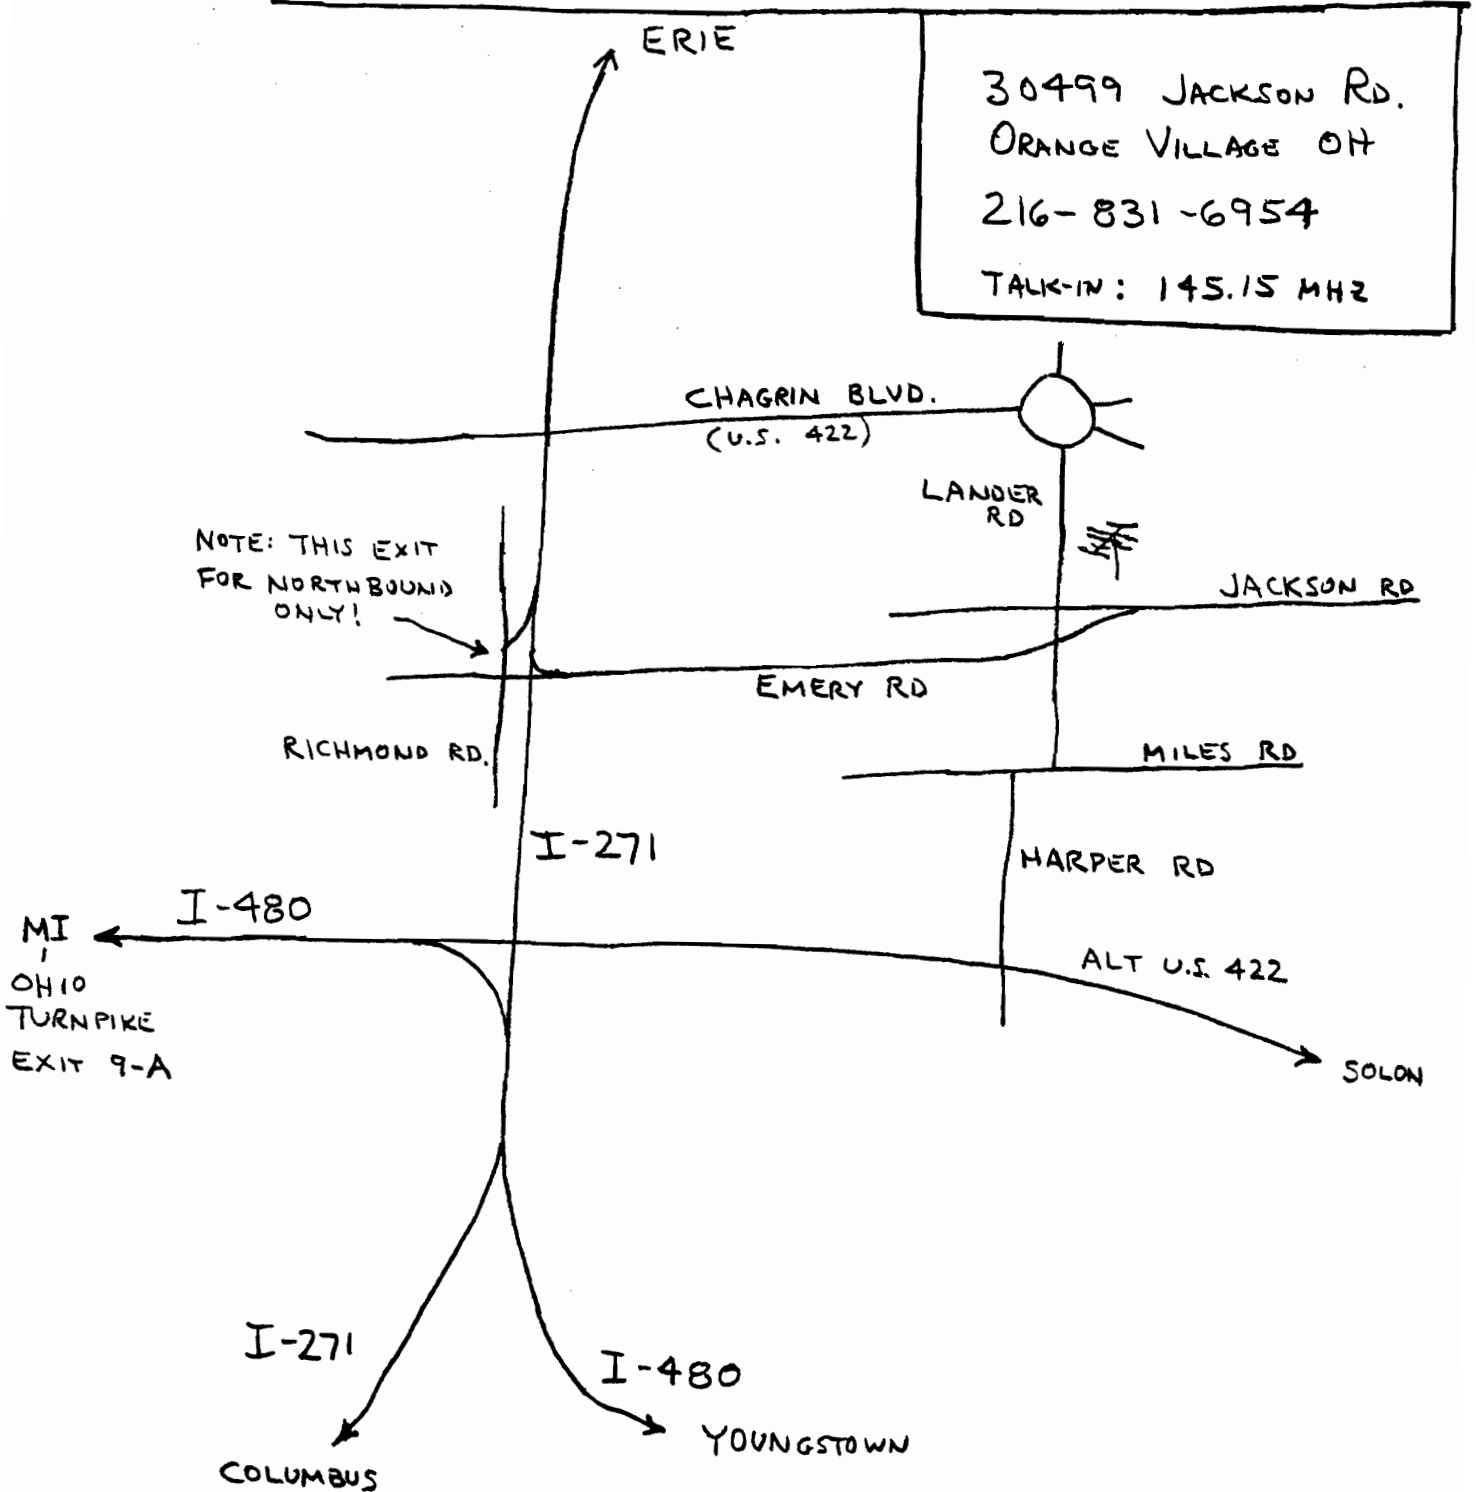 ERIE
30499 JACKSON RD.
ORANGE VILLAGE OH
216-831-6954
TALK-IN: 145.15 MHZ
CHAGRIN BLVD.
(U.S. 422)
LANDER
RD
NOTE: THIS EXIT
FOR NORTHBOUND
ONLY!
JACKSON RD
EMERY RD
RICHMOND RD.
MILES RD
I-271
HARPER RD
I-480
MI
OHIO
TURNPIKE
EXIT 9-A
ALT U.S. 422
SOLON
I-271
I-480
YOUNGSTOWN
COLUMBUS